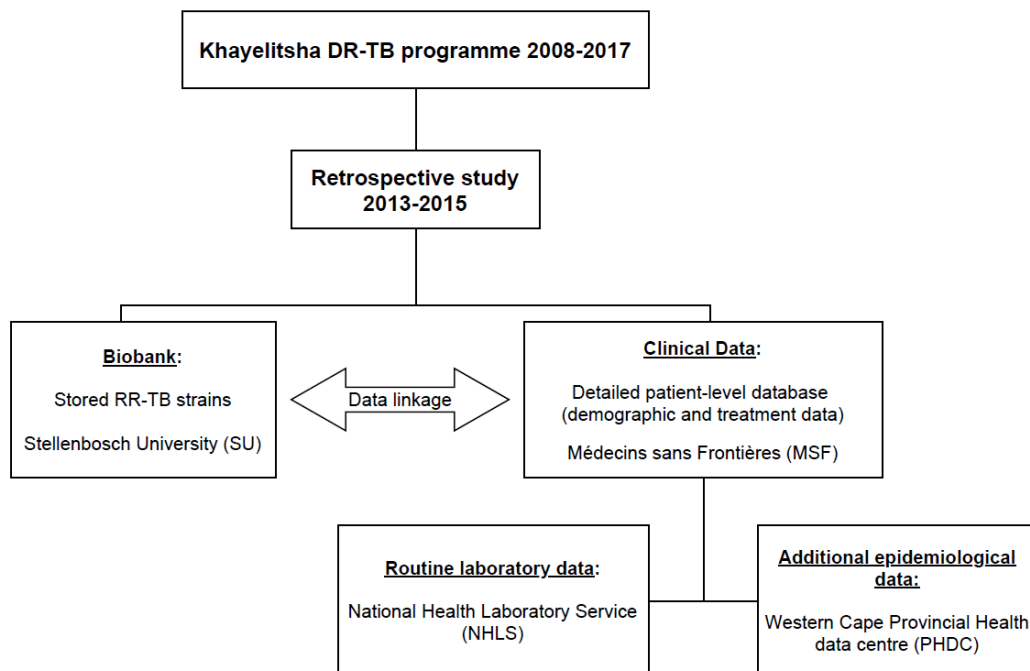 Khayelitsha DR-TB programme 2008-2017
Retrospective study
2013-2015
Biobank:
Stored RR-TB strains
Stellenbosch University (SU)
Data linkage
Clinical Data:
Detailed patient-level database
(demographic and treatment data)
Médecins sans Frontières (MSF)
Routine laboratory data:
National Health Laboratory Service
(NHLS)
Additional epidemiological
data:
Western Cape Provincial Health
data centre (PHDC)